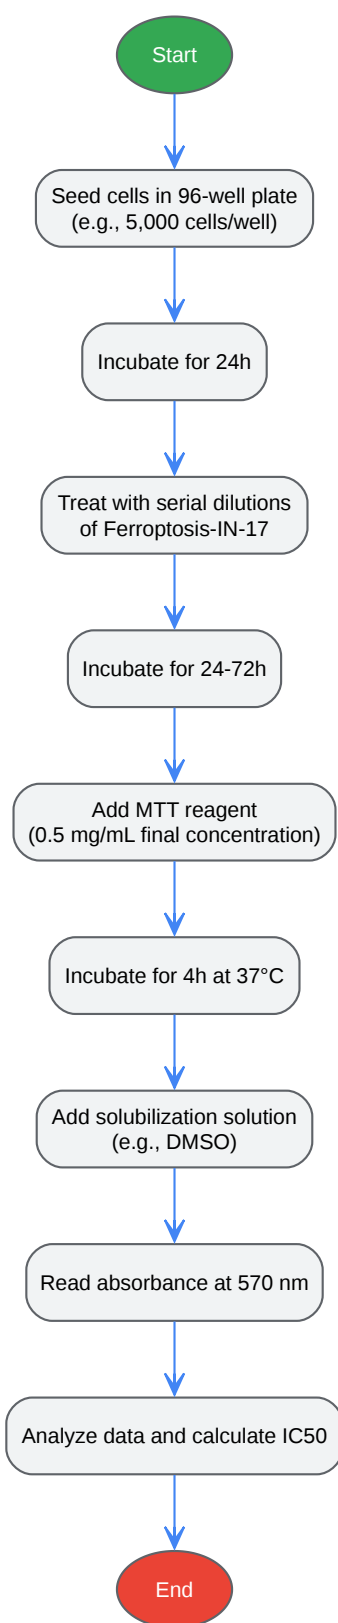 Start
Seed cells in 96-well plate
(e.g., 5,000 cells/well)
Incubate for 24h
Treat with serial dilutions
of Ferroptosis-IN-17
Incubate for 24-72h
Add MTT reagent
(0.5 mg/mL final concentration)
Incubate for 4h at 37°C
Add solubilization solution
(e.g., DMSO)
Read absorbance at 570 nm
Analyze data and calculate IC50
End